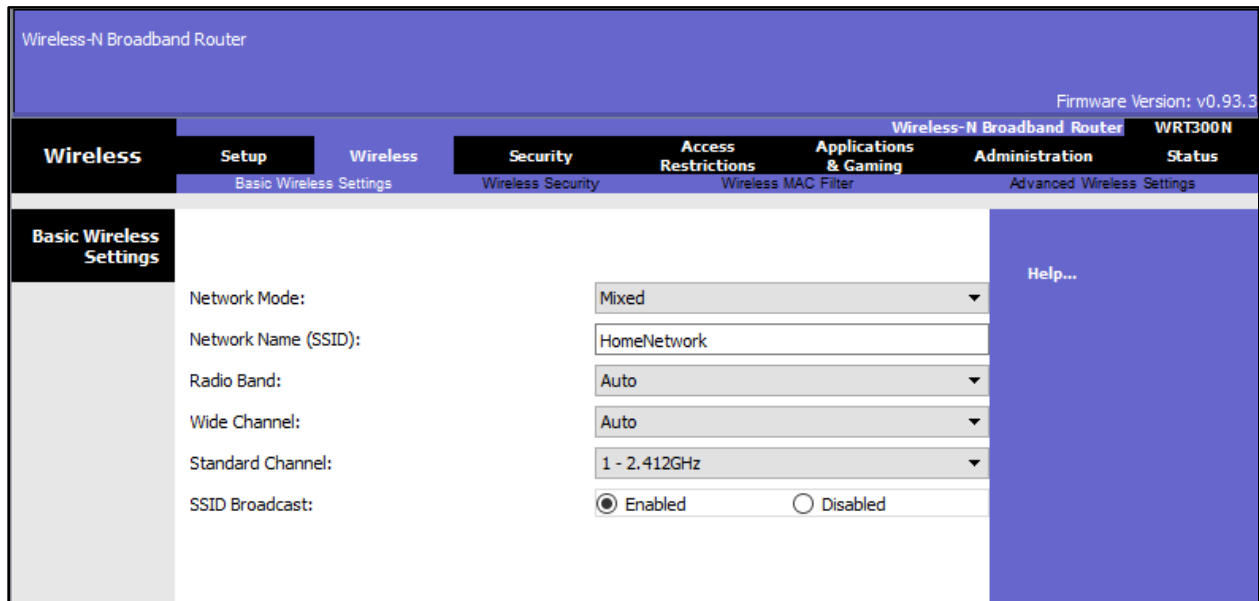 Wireless-N Broadband Router
Firmware Version: v0.93.3
Wireless-N Broadband Router WRT300N
Wireless
Setup Wireless Security Access Restrictions Applications & Gaming Administration Status
Basic Wireless Settings Wireless Security Wireless MAC Filter Advanced Wireless Settings
Basic Wireless
Settings
Help...
Network Mode: Mixed
Network Name (SSID): HomeNetwork
Radio Band: Auto
Wide Channel: Auto
Standard Channel: 1 - 2.412GHz
SSID Broadcast: Enabled Disabled